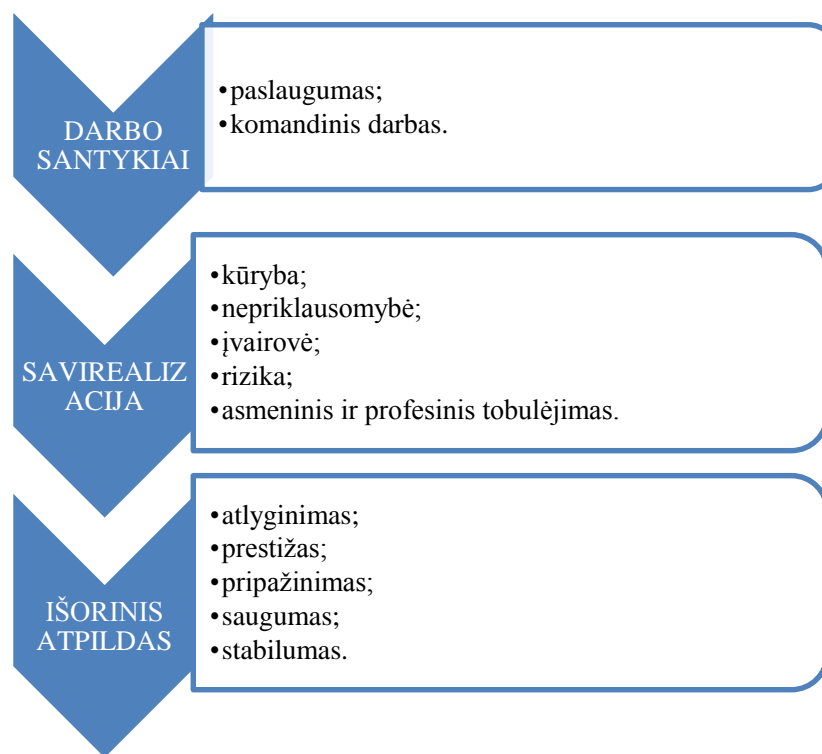 DARBO
SANTYKIAI
•paslaugumas;
•komandinis darbas.
SAVIREALIZ
ACIJA
•kūryba;
•nepriklausomybė;
•įvairovė;
•rizika;
•asmeninis ir profesinis tobulėjimas.
IŠORINIS
ATPILDAS
•atlyginimas;
•prestižas;
•pripažinimas;
•saugumas;
•stabilumas.